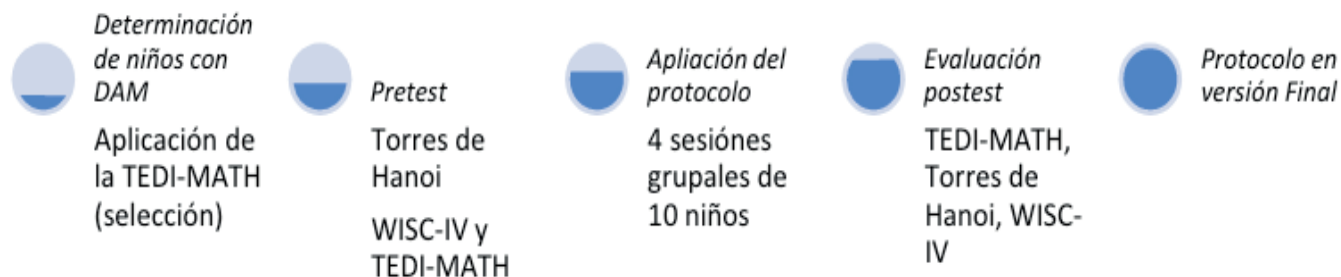 Determinación
de niños con
DAM
Aplicación de
la TEDI-MATH
(selección)
Pretest
Torres de
Hanoi
WISC-IV y
TEDI-MATH
Apliación del
protocolo
4 sesiónes
grupales de
10 niños
Evaluación
postest
TEDI-MATH,
Torres de
Hanoi, WISC-
IV
Protocolo en
versión Final